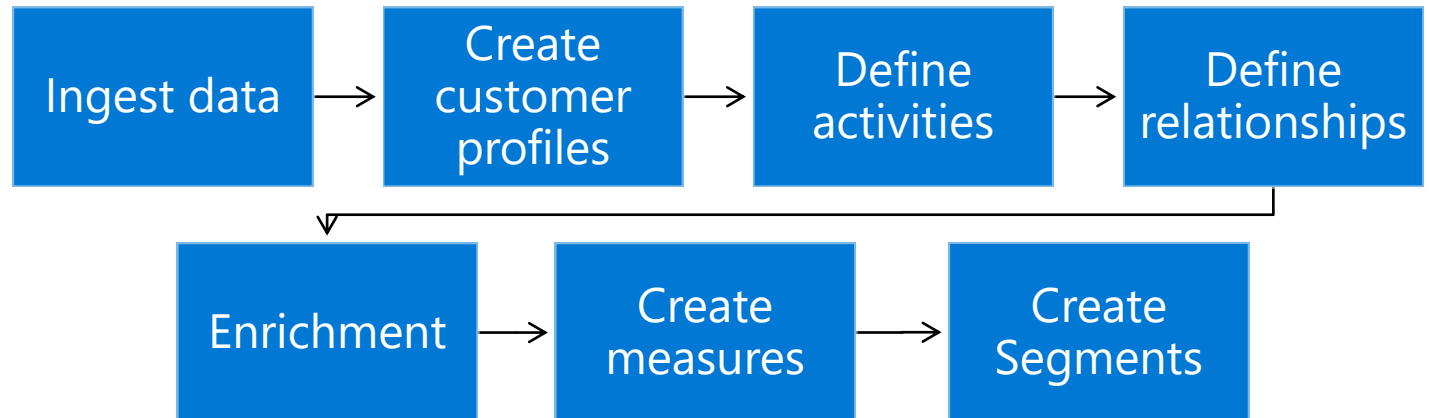 Ingest data
Create
customer
profiles
Define
activities
Define
relationships
Enrichment
Create
measures
Create
Segments